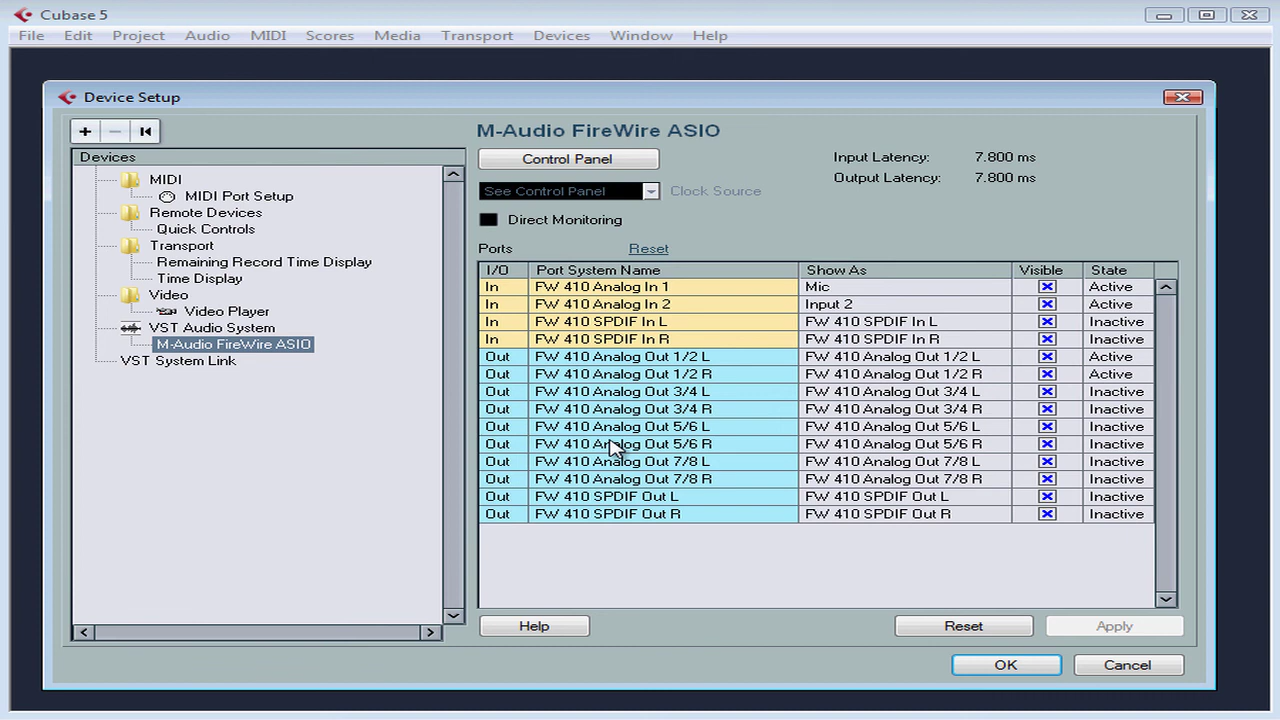 Cubase 5
File Edit Project Audio MIDI Scores Media Transport Devices Window Help
Device Setup
Devices
MIDI
MIDI Port Setup
Remote Devices
Quick Controls
Transport
Remaining Record Time Display
Time Display
Video
Video Player
VST Audio System
M-Audio FireWire ASIO
VST System Link
M-Audio FireWire ASIO
Control Panel
Input Latency: 7.800 ms
Output Latency: 7.800 ms
See Control Panel Clock Source
Direct Monitoring
Ports Reset
I/O Port System Name Show As Visible State
In FW 410 Analog In 1 Mic Active
In FW 410 Analog In 2 Input 2 Active
In FW 410 SPDIF In L FW 410 SPDIF In L Inactive
In FW 410 SPDIF In R FW 410 SPDIF In R Inactive
Out FW 410 Analog Out 1/2 L FW 410 Analog Out 1/2 L Active
Out FW 410 Analog Out 1/2 R FW 410 Analog Out 1/2 R Active
Out FW 410 Analog Out 3/4 L FW 410 Analog Out 3/4 L Inactive
Out FW 410 Analog Out 3/4 R FW 410 Analog Out 3/4 R Inactive
Out FW 410 Analog Out 5/6 L FW 410 Analog Out 5/6 L Inactive
Out FW 410 Analog Out 5/6 R FW 410 Analog Out 5/6 R Inactive
Out FW 410 Analog Out 7/8 L FW 410 Analog Out 7/8 L Inactive
Out FW 410 Analog Out 7/8 R FW 410 Analog Out 7/8 R Inactive
Out FW 410 SPDIF Out L FW 410 SPDIF Out L Inactive
Out FW 410 SPDIF Out R FW 410 SPDIF Out R Inactive
Help Reset Apply
OK Cancel